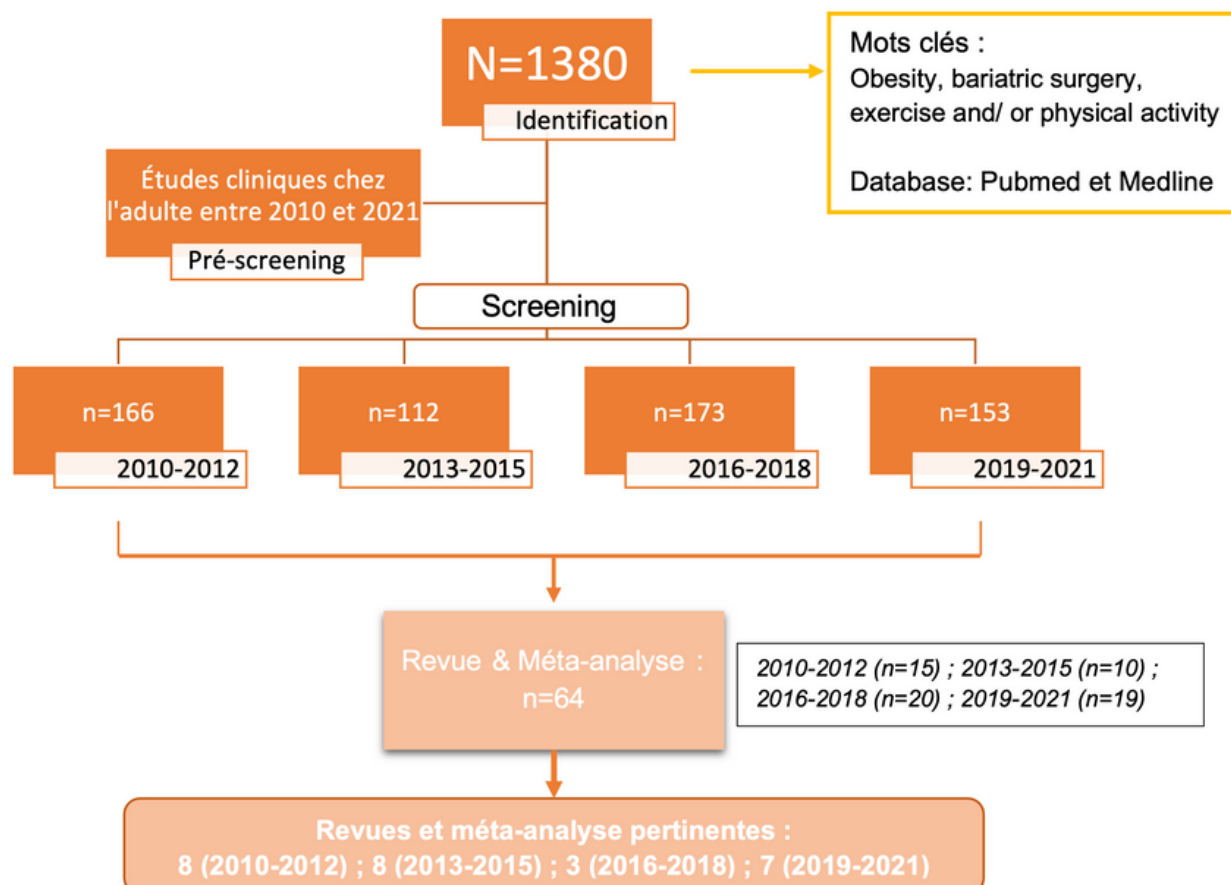 N=1380
Identification
Mots clés :
Obesity, bariatric surgery,
exercise and/ or physical activity
Database: Pubmed et Medline
Études cliniques chez
l'adulte entre 2010 et 2021
Pré-screening
Screening
n=166
2010-2012
n=112
2013-2015
n=173
2016-2018
n=153
2019-2021
Revue & Méta-analyse :
n=64
2010-2012 (n=15) ; 2013-2015 (n=10) ;
2016-2018 (n=20) ; 2019-2021 (n=19)
Revues et méta-analyse pertinentes :
8 (2010-2012) ; 8 (2013-2015) ; 3 (2016-2018) ; 7 (2019-2021)